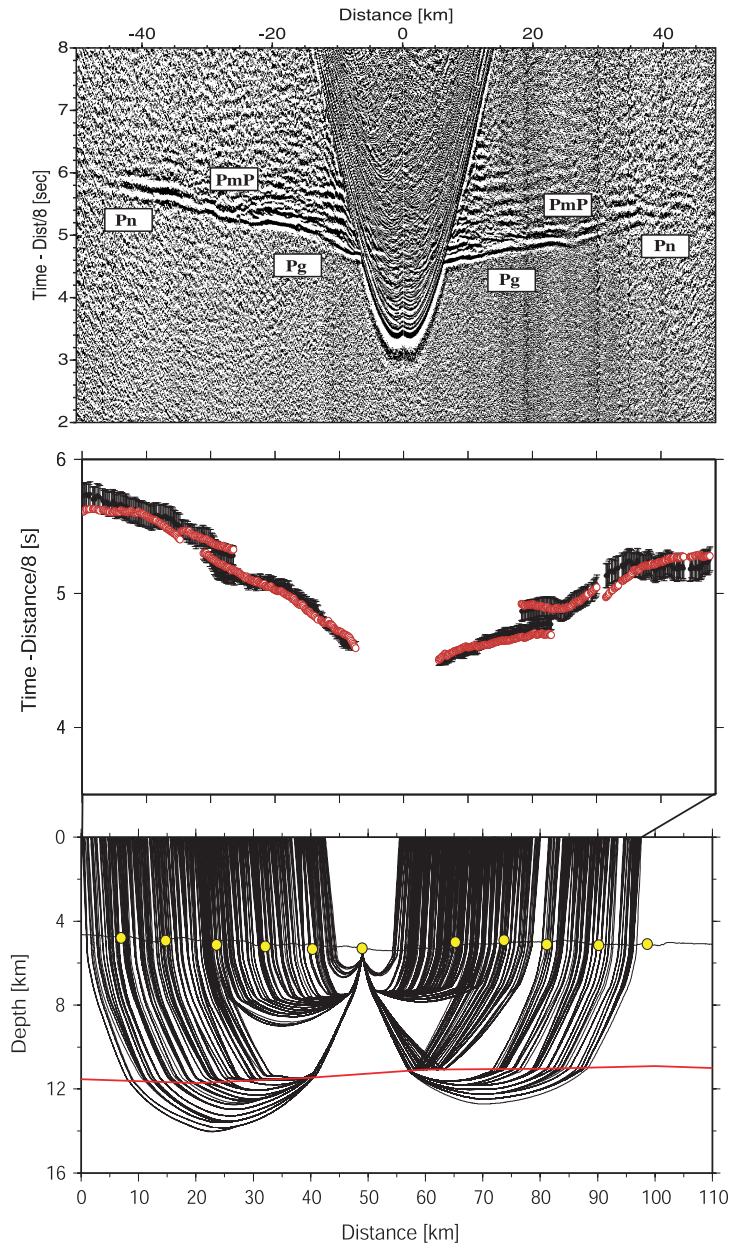 Distance [km]
-40 -20 0 20 40
8
7
6
5
4
3
2
Time - Dist/8 [sec]
PmP
PmP
Pn
Pn
Pg
Pg
6
5
4
Time -Distance/8 [s]
0
4
8
12
16
Depth [km]
0 10 20 30 40 50 60 70 80 90 100 110
Distance [km]